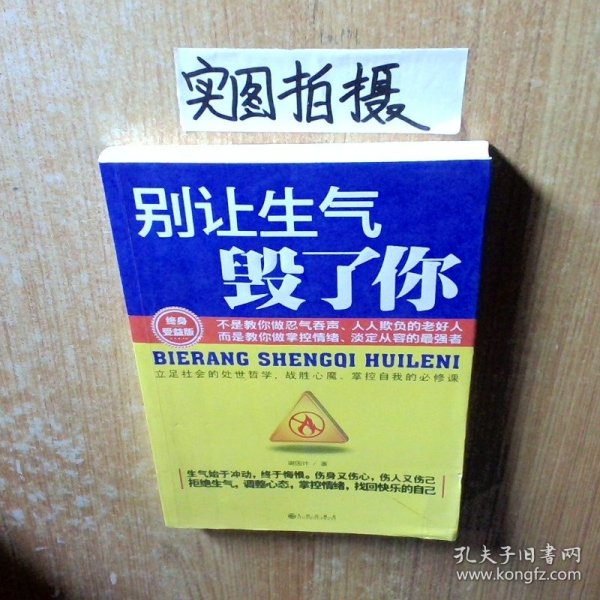 实图拍摄
别让生气
毁了你
终身
受益版
不是教你做忍气吞声、人人欺负的老好人
而是教你做掌控情绪、淡定从容的最强者
BIERANG SHENGQI HUILENI
立足社会的处世哲学，战胜心魔、掌控自我的必修课
生气始于冲动，终于悔恨。伤身又伤心，伤人又伤己
拒绝生气，调整心态，掌控情绪，找回快乐的自己
孔夫子旧书网
www.kongfz.com